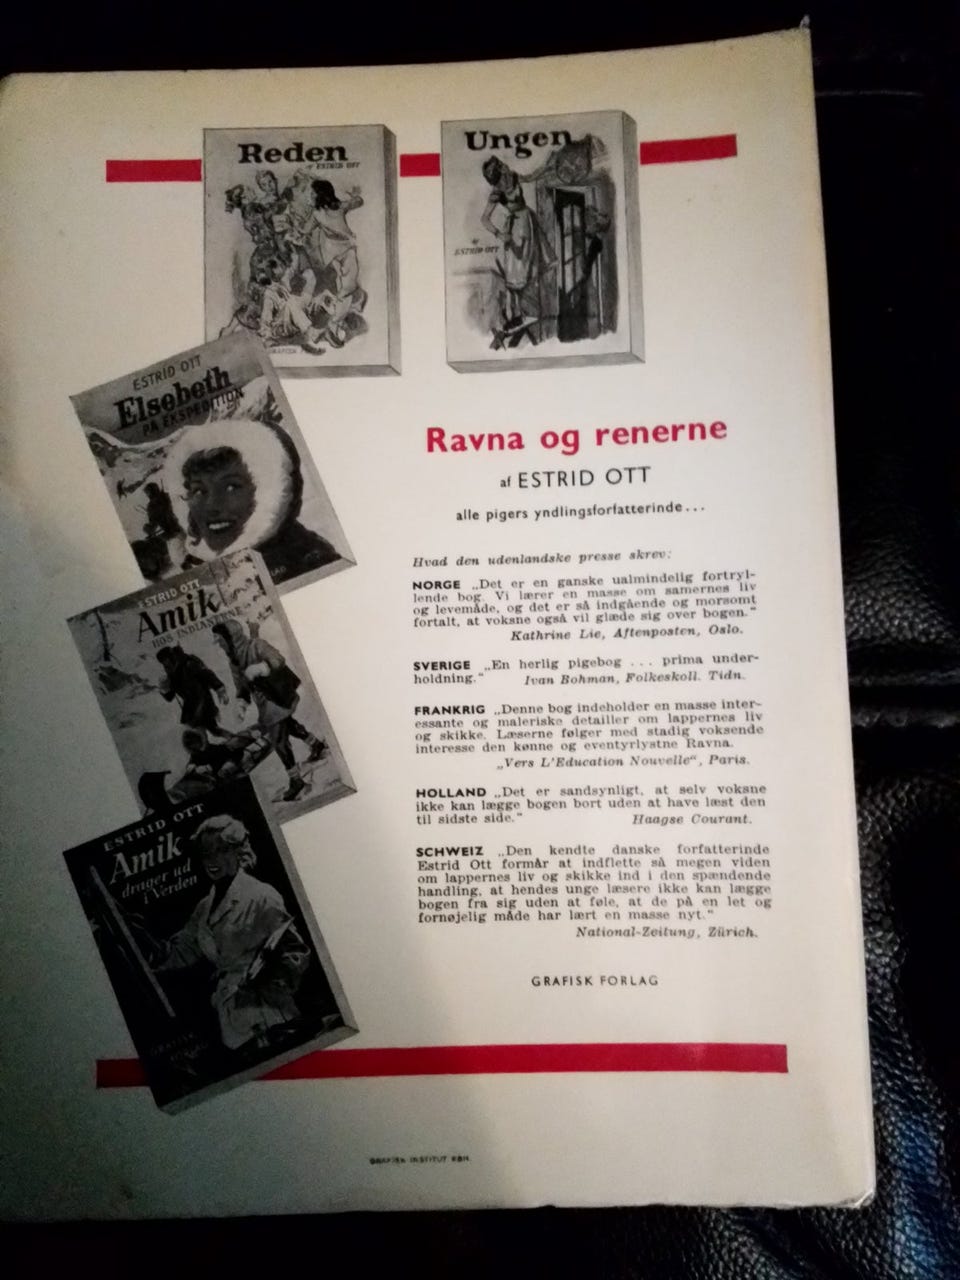 Reden
af ESTRID OTT
GRAFISK FORLAG
Ungen
af
ESTRID OTT
ESTRID OTT
Elsebeth
PÅ EKSPEDITION
ESTRID OTT
Amik
HOS INDIANERNE
ESTRID OTT
Amik
drager ud
i Verden
GRAFISK
FORLAG
Ravna og renerne
af ESTRID OTT
alle pigers yndlingsforfatterinde...
Hvad den udenlandske presse skrev:
NORGE „Det er en ganske ualmindelig fortryl-
lende bog. Vi lærer en masse om samernes liv
og levemåde, og det er så indgående og morsomt
fortalt, at voksne også vil glæde sig over bogen.“
Kathrine Lie, Aftenposten, Oslo.
SVERIGE „En herlig pigebog ... prima under-
holdning.“ Ivan Bohman, Folkeskoll. Tidn.
FRANKRIG „Denne bog indeholder en masse inter-
essante og maleriske detailler om lappernes liv
og skikke. Læserne følger med stadig voksende
interesse den kønne og eventyrlystne Ravna.
„Vers L'Education Nouvelle“, Paris.
HOLLAND „Det er sandsynligt, at selv voksne
ikke kan lægge bogen bort uden at have læst den
til sidste side.“ Haagse Courant.
SCHWEIZ „Den kendte danske forfatterinde
Estrid Ott formår at indflette så megen viden
om lappernes liv og skikke ind i den spændende
handling, at hendes unge læsere ikke kan lægge
bogen fra sig uden at føle, at de på en let og
fornøjelig måde har lært en masse nyt.“
National-Zeitung, Zürich.
GRAFISK FORLAG
GRAFISK INSTITUT KBH.